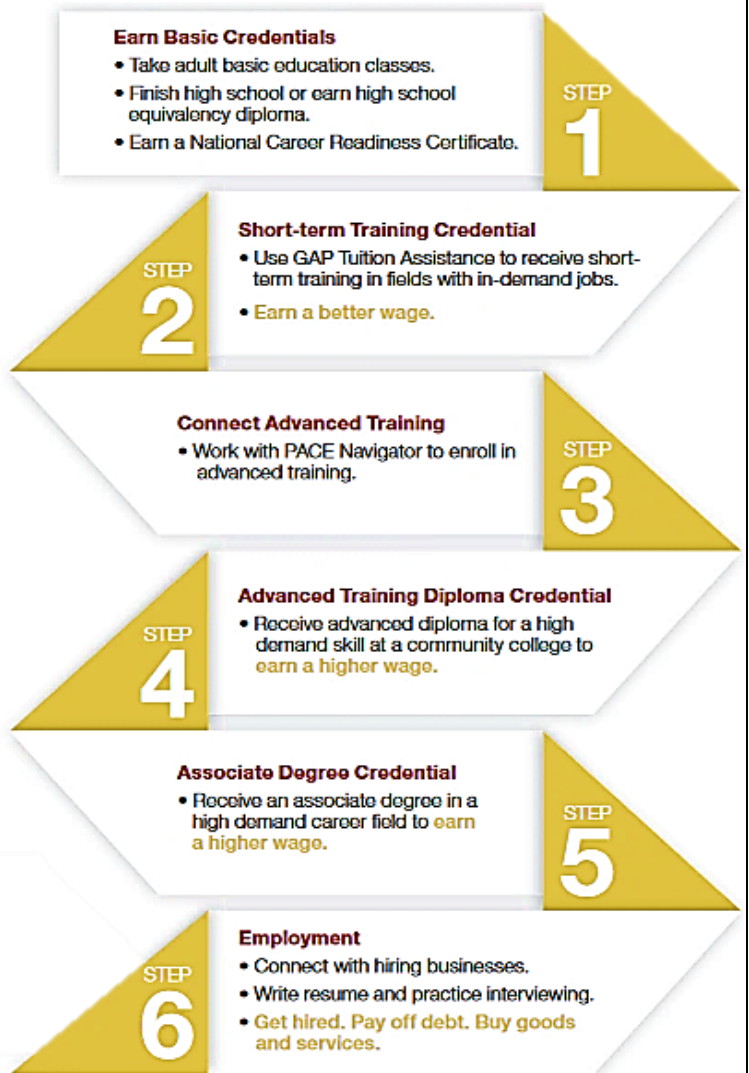 Earn Basic Credentials
• Take adult basic education classes.
• Finish high school or earn high school
equivalency diploma.
• Earn a National Career Readiness Certificate.
STEP
1
STEP
2
Short-term Training Credential
• Use GAP Tuition Assistance to receive short-
term training in fields with in-demand jobs.
• Earn a better wage.
Connect Advanced Training
• Work with PACE Navigator to enroll in
advanced training.
STEP
3
STEP
4
Advanced Training Diploma Credential
• Receive advanced diploma for a high
demand skill at a community college to
earn a higher wage.
Associate Degree Credential
• Receive an associate degree in a
high demand career field to earn
a higher wage.
STEP
5
STEP
6
Employment
• Connect with hiring businesses.
• Write resume and practice interviewing.
• Get hired. Pay off debt. Buy goods
and services.